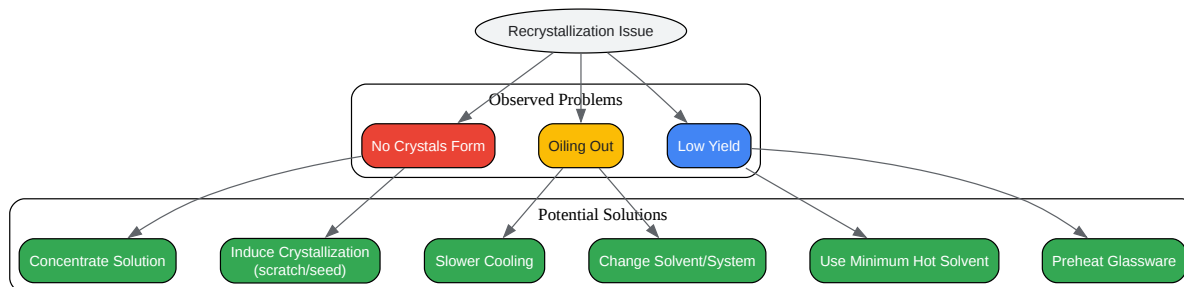 Recrystallization Issue
Observed Problems
No Crystals Form
Oiling Out
Low Yield
Potential Solutions
Concentrate Solution
Induce Crystallization
(scratch/seed)
Slower Cooling
Change Solvent/System
Use Minimum Hot Solvent
Preheat Glassware